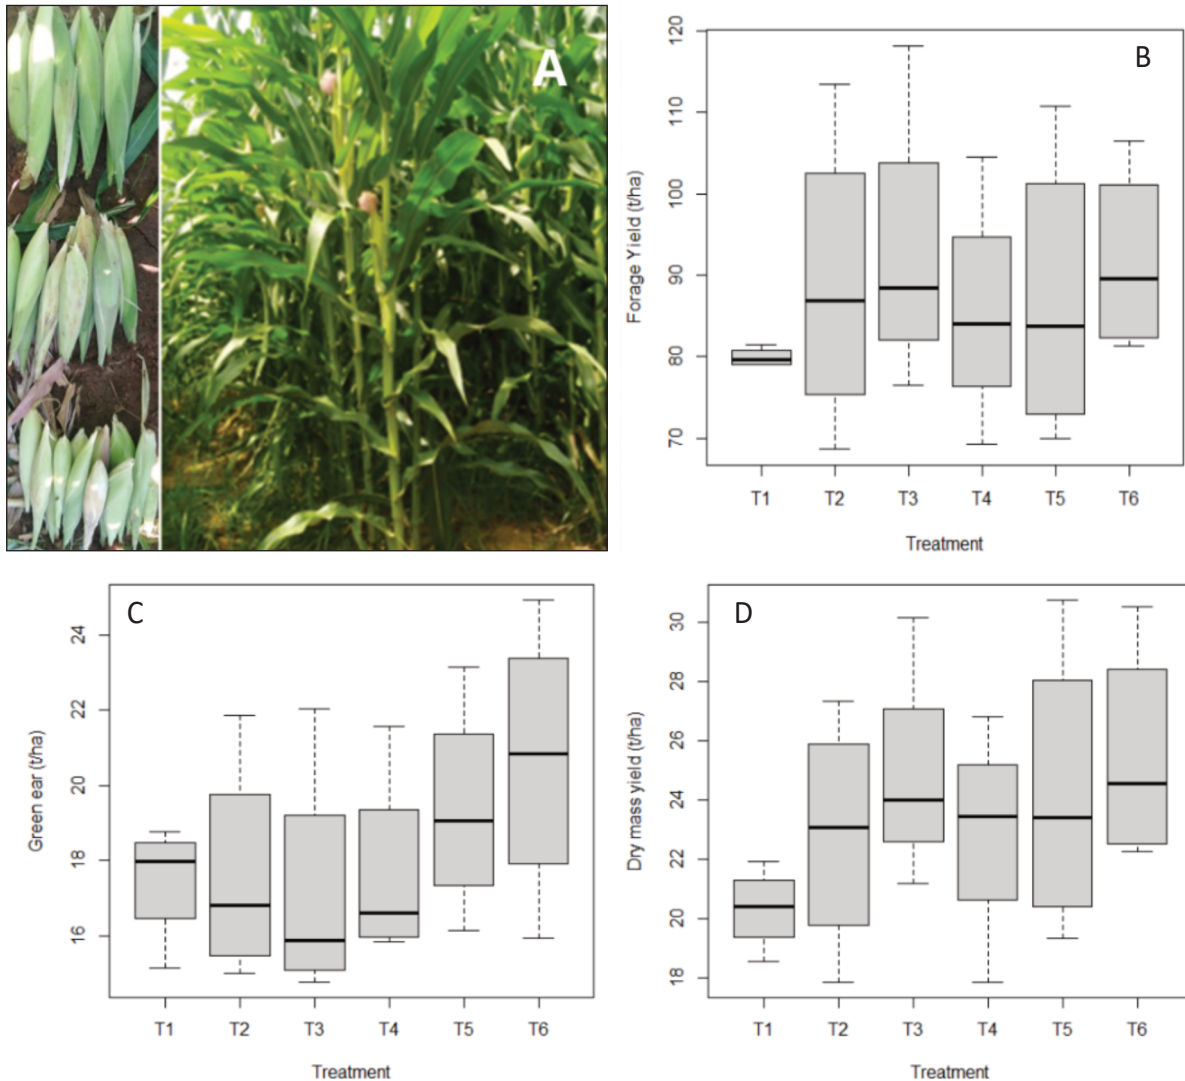 A
B
Forage Yield (t/ha)
120
110
100
90
80
70
T1 T2 T3 T4 T5 T6
Treatment
C
Green ear (t/ha)
24
22
20
18
16
T1 T2 T3 T4 T5 T6
Treatment
D
Dry mass yield (t/ha)
30
28
26
24
22
20
18
T1 T2 T3 T4 T5 T6
Treatment